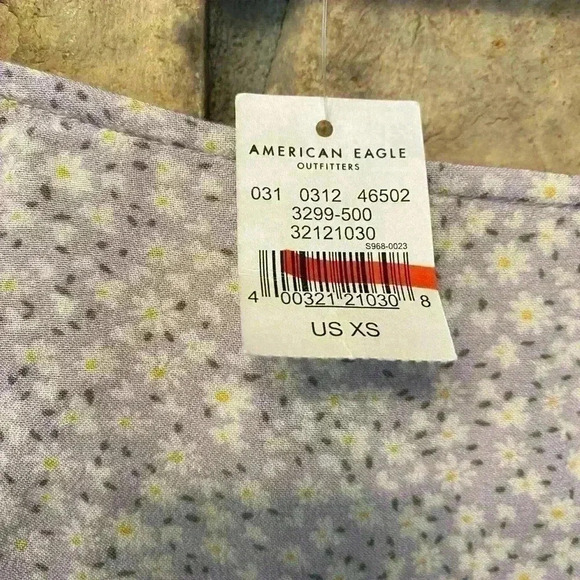 AMERICAN EAGLE
OUTFITTERS
031 0312 46502
3299-500
32121030
S968-0023
4 00321 21030 8
US XS